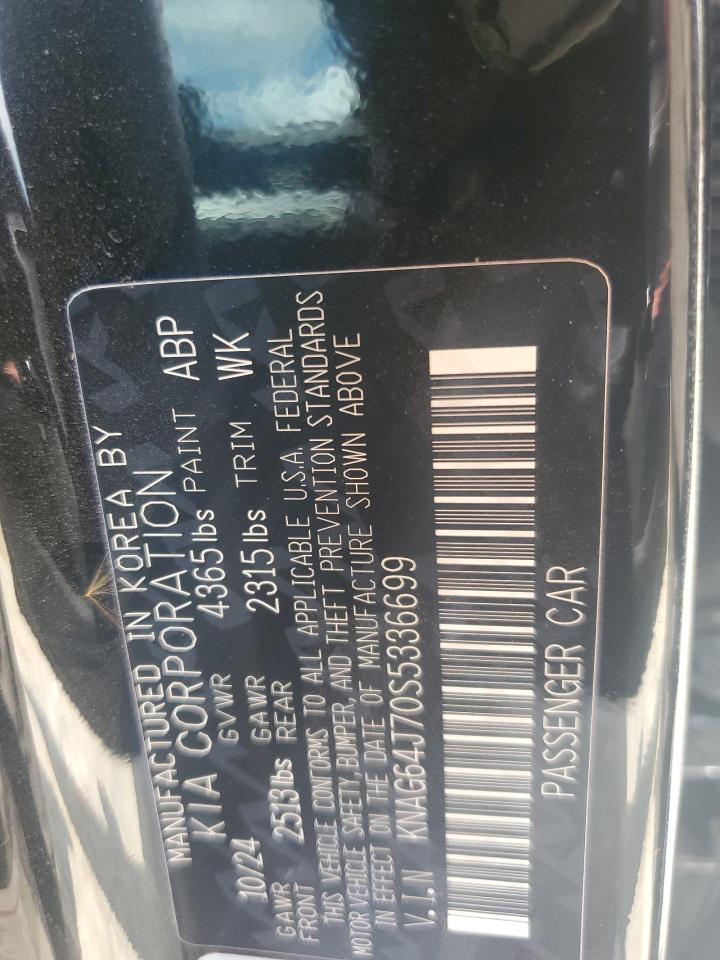 MANUFACTURED IN KOREA BY
KIA CORPORATION
10/24 GVWR 4365lbs PAINT ABP
GAWR FRONT 2513lbs GAWR REAR 2315lbs TRIM WK
THIS VEHICLE CONFORMS TO ALL APPLICABLE U.S.A. FEDERAL
MOTOR VEHICLE SAFETY, BUMPER, AND THEFT PREVENTION STANDARDS
IN EFFECT ON THE DATE OF MANUFACTURE SHOWN ABOVE
V.I.N KNAG64J70S5336699
PASSENGER CAR